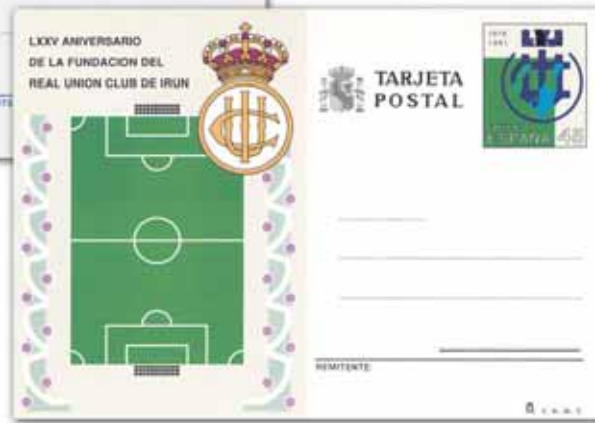 LXXV ANIVERSARIO
DE LA FUNDACION DEL
REAL UNION CLUB DE IRUN
TARJETA
POSTAL
ESPAÑA 45
REMITENTE: